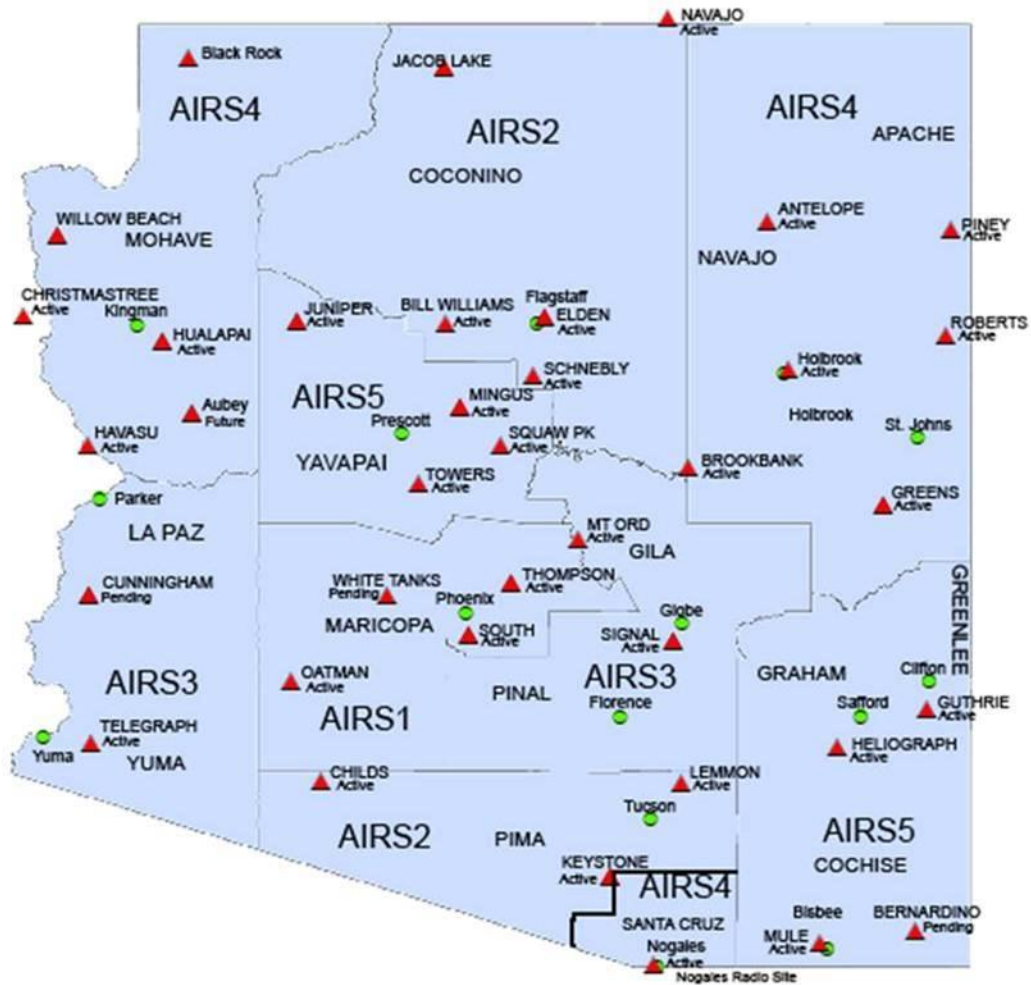 NAVAJO
Active
Black Rock
JACOB LAKE
AIRS4
AIRS2
AIRS4
APACHE
COCONINO
WILLOW BEACH
MOHAVE
ANTELOPE
Active
PINEY
Active
NAVAJO
CHRISTMASTREE
Active
Kingman
HUALAPAI
Active
JUNIPER
Active
BILL WILLIAMS
Active
Flagstaff
ELDEN
Active
ROBERTS
Active
SCHNEBLY
Active
Holbrook
Active
Holbrook
AIRS5
MINGUS
Active
Prescott
Aubey
Future
HAVASU
Active
SQUAW PK
Active
St. Johns
YAVAPAI
TOWERS
Active
BROOKBANK
Active
GREENS
Active
Parker
LA PAZ
MT ORD
Active
GILA
CUNNINGHAM
Pending
WHITE TANKS
Pending
THOMPSON
Active
Phoenix
MARICOPA
SOUTH
Active
Globe
SIGNAL
Active
GREENLEE
GRAHAM
Clifton
AIRS3
OATMAN
Active
PINAL
AIRS3
Florence
Safford
GUTHRIE
Active
AIRS1
TELEGRAPH
Active
Yuma
YUMA
HELIOGRAPH
Active
CHILDS
Active
LEMMON
Active
Tucson
AIRS2
PIMA
AIRS5
COCHISE
KEYSTONE
Active
AIRS4
SANTA CRUZ
Bisbee
MULE
Active
BERNARDINO
Pending
Nogales
Active
Nogales Radio Site